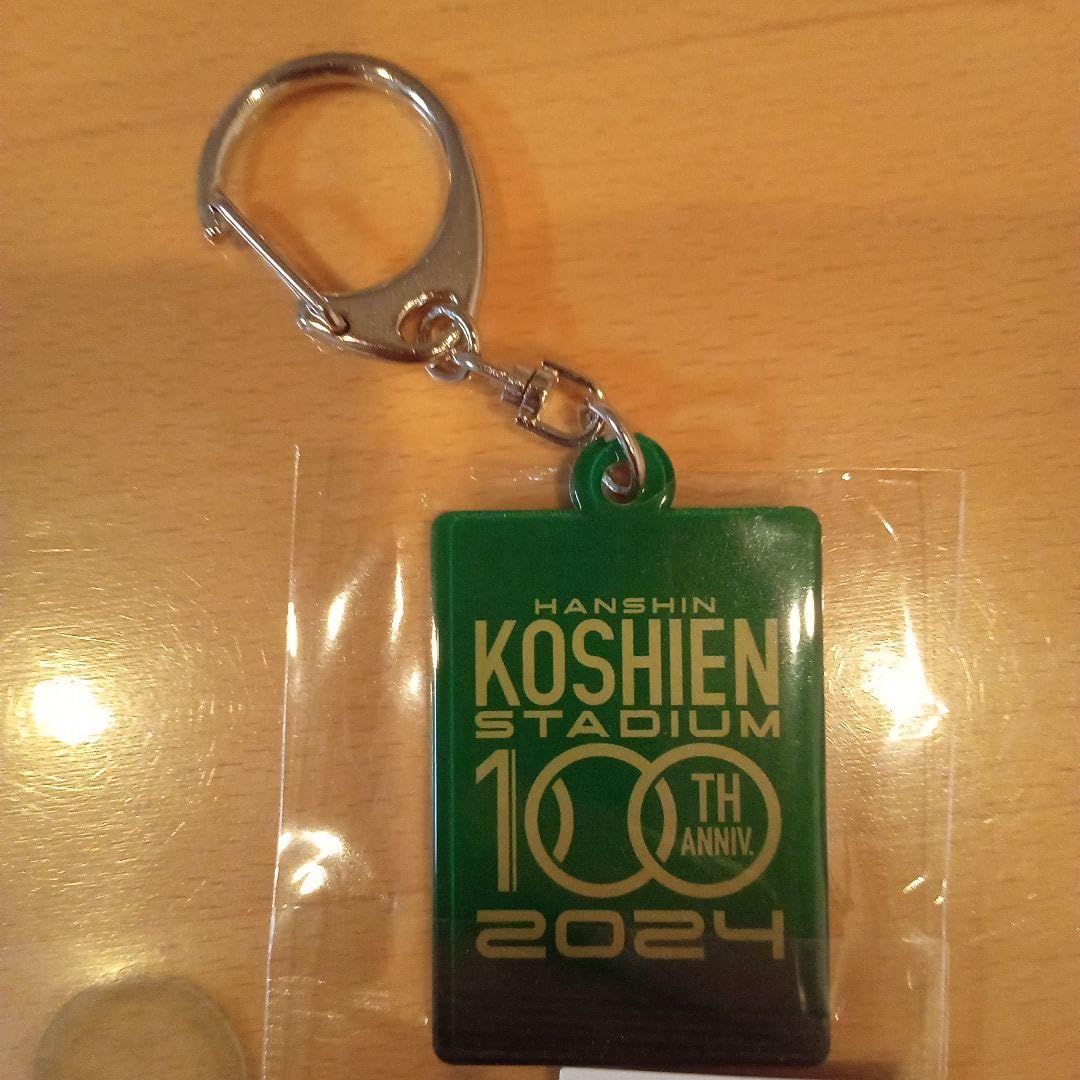 HANSHIN
KOSHIEN
STADIUM
100TH
ANNIV.
2024